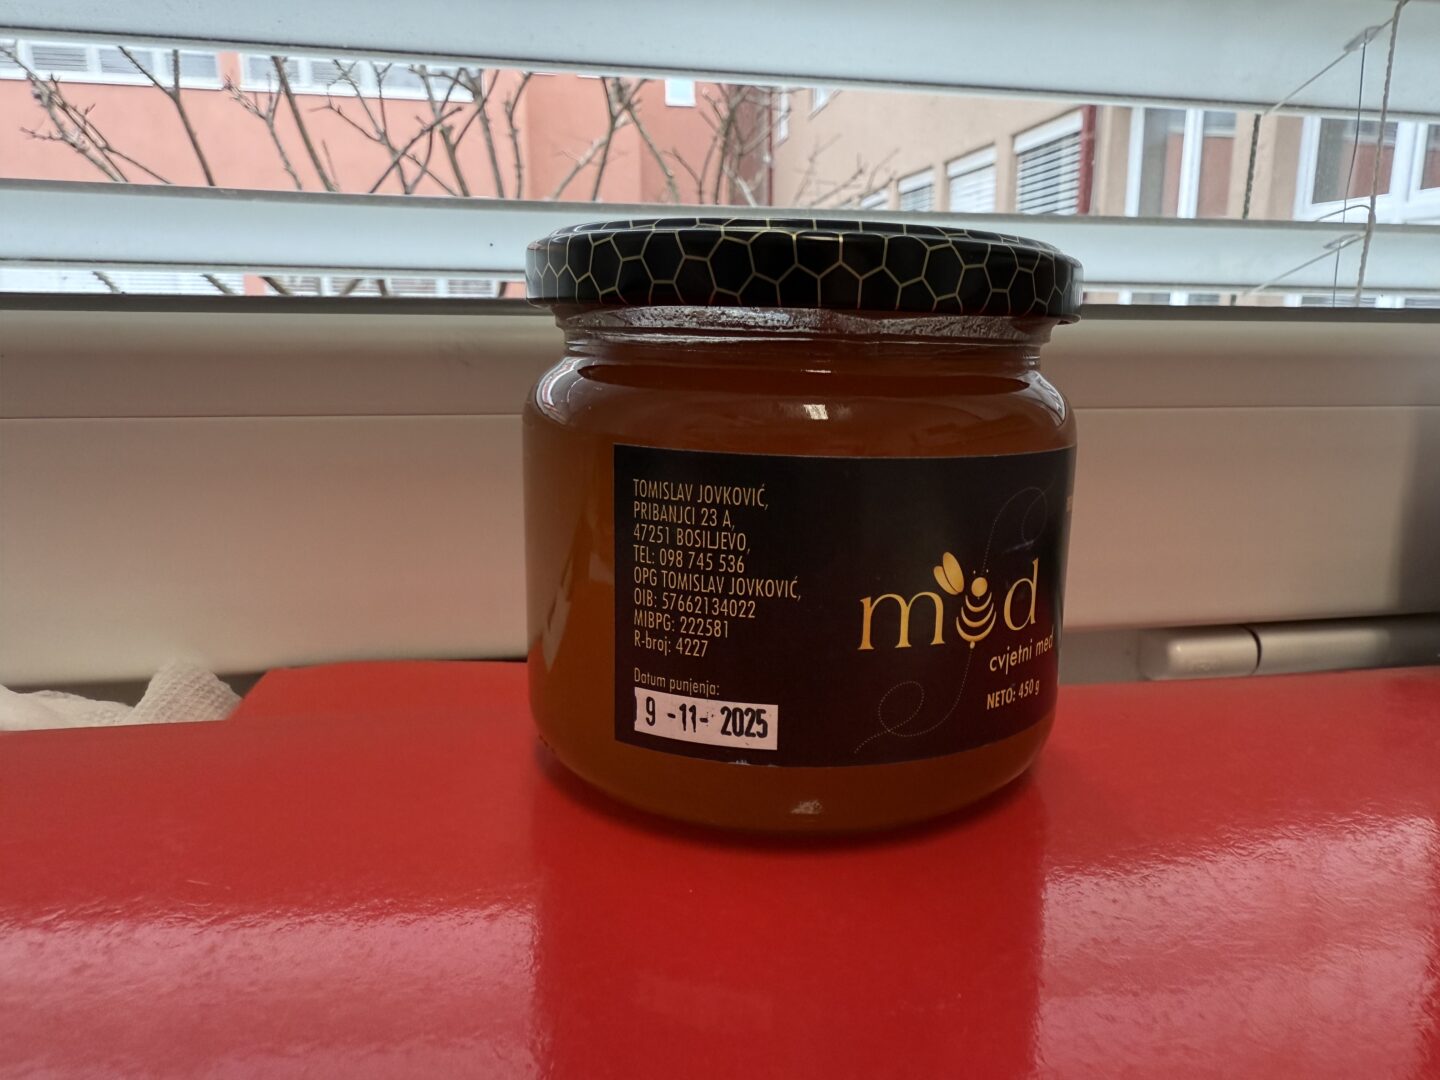 TOMISLAV JOVKOVIĆ,
PRIBANJCI 23 A,
47251 BOSILJEVO,
TEL: 098 745 536
OPG TOMISLAV JOVKOVIĆ,
OIB: 57662134022
MIBPG: 222581
R-broj: 4227
Datum punjenja:
9 -11- 2025
med
cvjetni med
NETO: 450 g